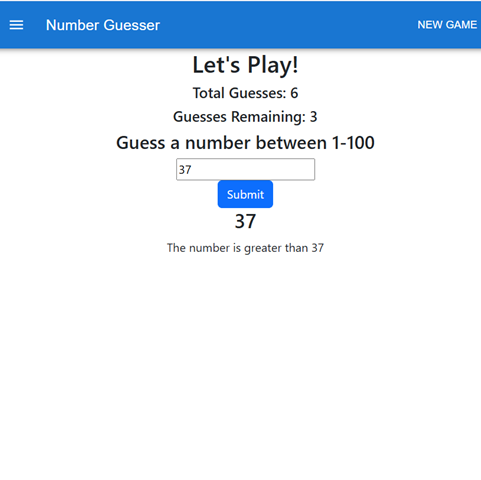 Number Guesser
NEW GAME
Let's Play!
Total Guesses: 6
Guesses Remaining: 3
Guess a number between 1-100
37
Submit
37
The number is greater than 37